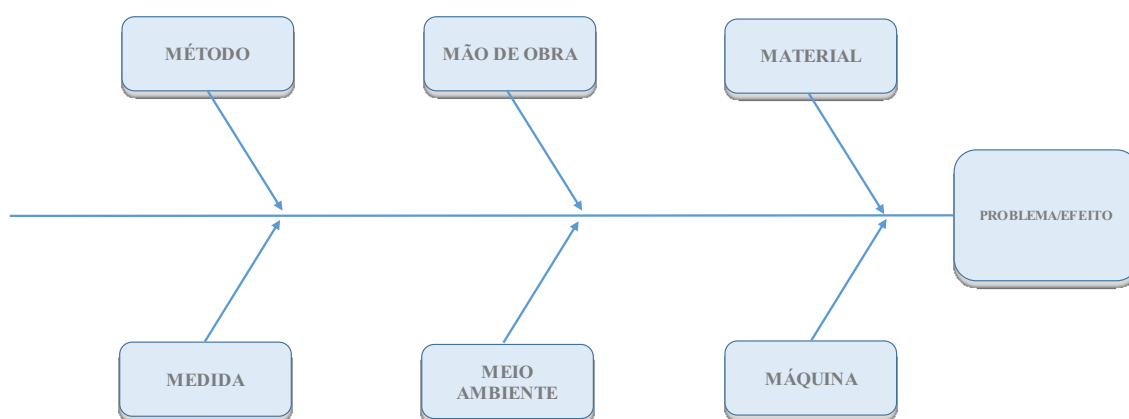 MÉTODO
MÃO DE OBRA
MATERIAL
PROBLEMA/EFEITO
MEDIDA
MEIO
AMBIENTE
MÁQUINA